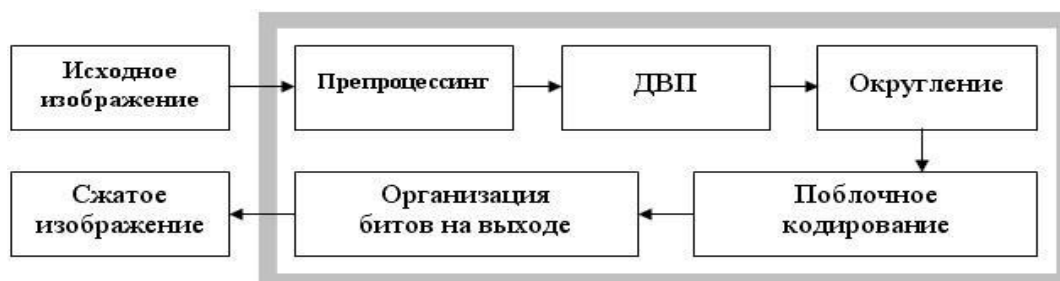 Исходное
изображение
Препроцессинг
ДВП
Округление
Сжатое
изображение
Организация
битов на выходе
Поблочное
кодирование